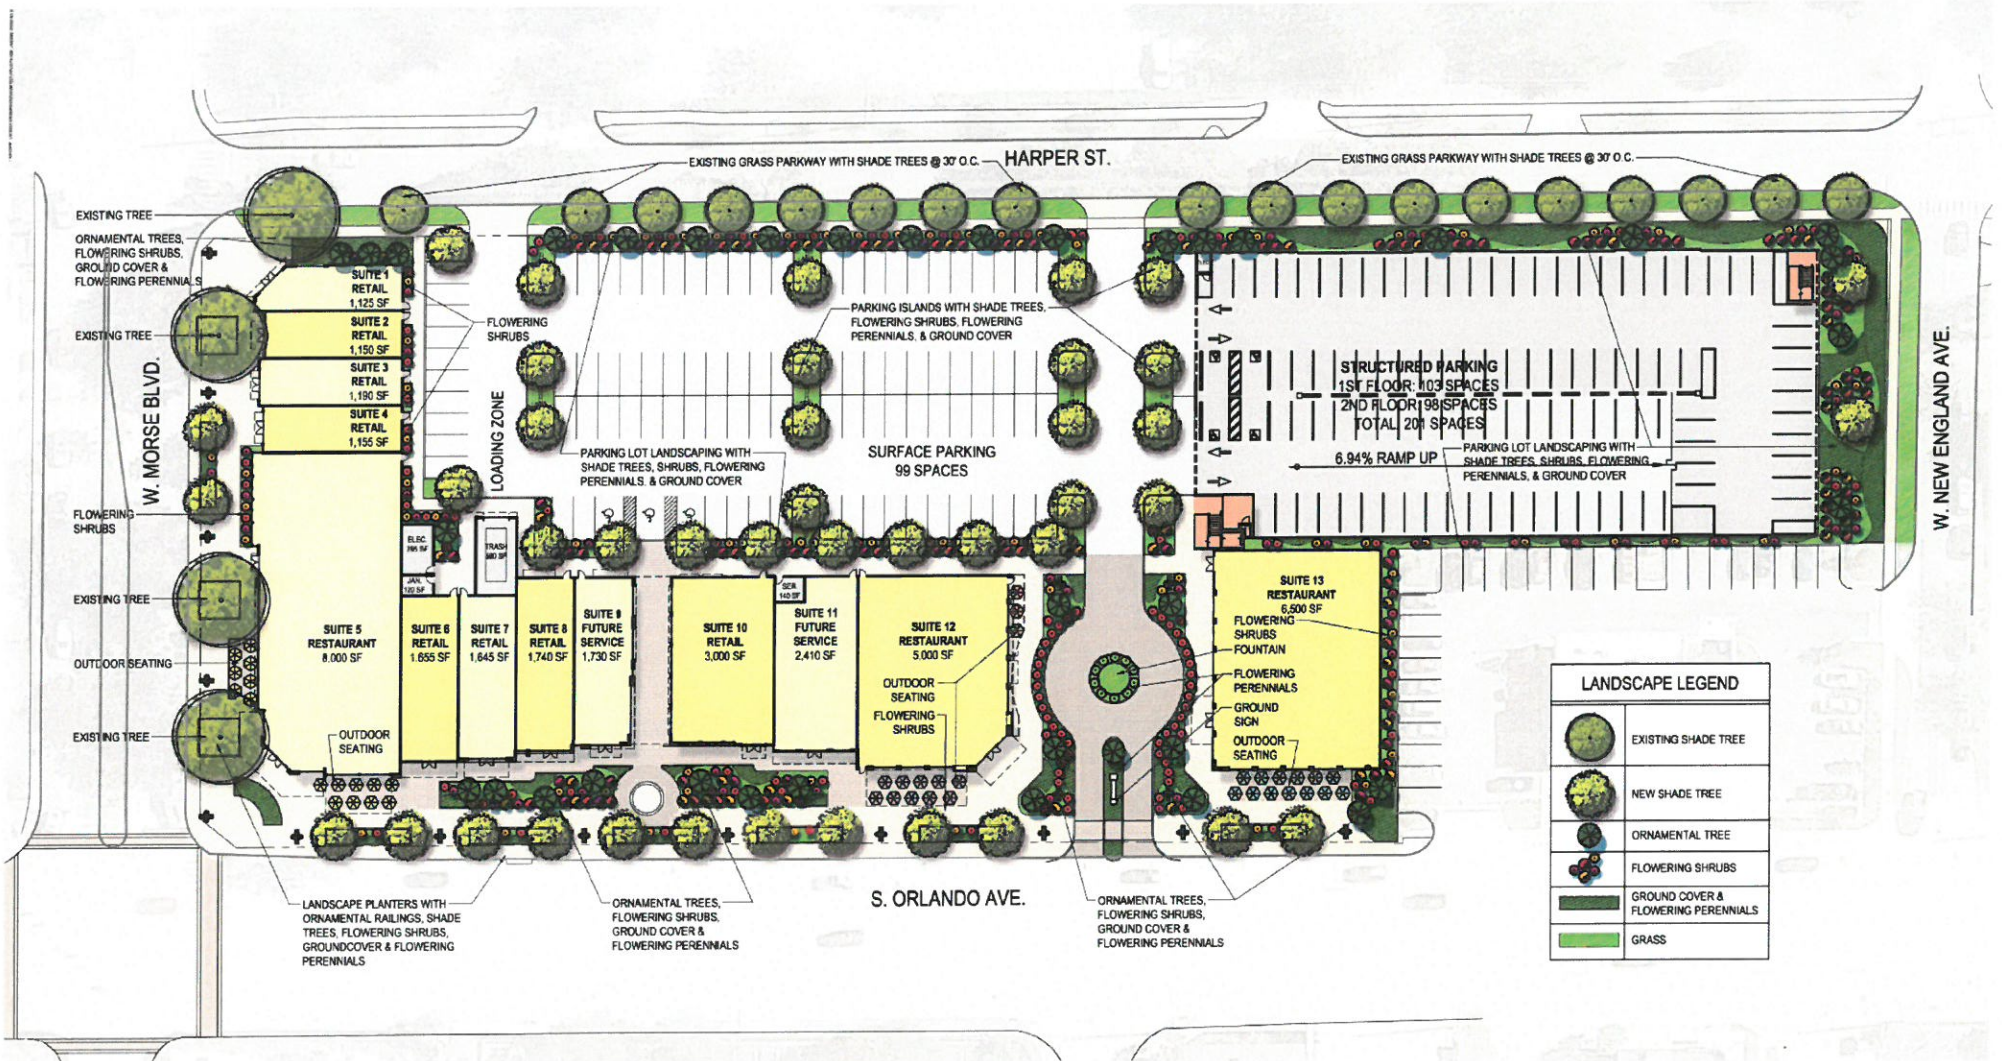 HARPER ST.
EXISTING GRASS PARKWAY WITH SHADE TREES @ 30' O.C.
EXISTING GRASS PARKWAY WITH SHADE TREES @ 30' O.C.
EXISTING TREE
ORNAMENTAL TREES,
FLOWERING SHRUBS,
GROUND COVER &
FLOWERING PERENNIALS
EXISTING TREE
W. MORSE BLVD.
FLOWERING
SHRUBS
EXISTING TREE
OUTDOOR SEATING
EXISTING TREE
SUITE 1
RETAIL
1,125 SF
SUITE 2
RETAIL
1,150 SF
SUITE 3
RETAIL
1,190 SF
SUITE 4
RETAIL
1,155 SF
FLOWERING
SHRUBS
LOADING ZONE
PARKING ISLANDS WITH SHADE TREES,
FLOWERING SHRUBS, FLOWERING
PERENNIALS, & GROUND COVER
PARKING LOT LANDSCAPING WITH
SHADE TREES, SHRUBS, FLOWERING
PERENNIALS, & GROUND COVER
SURFACE PARKING
99 SPACES
STRUCTURED PARKING
1ST FLOOR: 103 SPACES
2ND FLOOR: 98 SPACES
TOTAL: 201 SPACES
6.94% RAMP UP
PARKING LOT LANDSCAPING WITH
SHADE TREES, SHRUBS, FLOWERING
PERENNIALS, & GROUND COVER
W. NEW ENGLAND AVE.
ELEC.
SF
TRASH
SF
JAN.
120 SF
SUITE 5
RESTAURANT
8,000 SF
SUITE 6
RETAIL
1,655 SF
SUITE 7
RETAIL
1,645 SF
SUITE 8
RETAIL
1,740 SF
SUITE 9
FUTURE
SERVICE
1,730 SF
SUITE 10
RETAIL
3,000 SF
SER.
140 SF
SUITE 11
FUTURE
SERVICE
2,410 SF
SUITE 12
RESTAURANT
5,000 SF
OUTDOOR
SEATING
FLOWERING
SHRUBS
OUTDOOR
SEATING
SUITE 13
RESTAURANT
6,500 SF
FLOWERING
SHRUBS
FOUNTAIN
FLOWERING
PERENNIALS
GROUND
SIGN
OUTDOOR
SEATING
S. ORLANDO AVE.
LANDSCAPE PLANTERS WITH
ORNAMENTAL RAILINGS, SHADE
TREES, FLOWERING SHRUBS,
GROUNDCOVER & FLOWERING
PERENNIALS
ORNAMENTAL TREES,
FLOWERING SHRUBS,
GROUND COVER &
FLOWERING PERENNIALS
ORNAMENTAL TREES,
FLOWERING SHRUBS,
GROUND COVER &
FLOWERING PERENNIALS
LANDSCAPE LEGEND
EXISTING SHADE TREE
NEW SHADE TREE
ORNAMENTAL TREE
FLOWERING SHRUBS
GROUND COVER &
FLOWERING PERENNIALS
GRASS